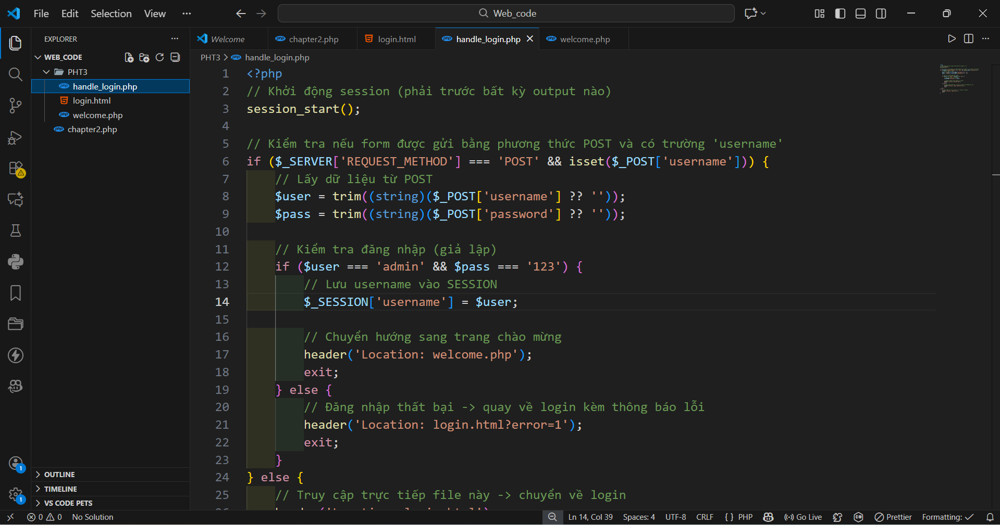 File Edit Selection View ··· Web_code
EXPLORER ···
WEB_CODE
PHT3
handle_login.php
login.html
welcome.php
chapter2.php
OUTLINE
TIMELINE
VS CODE PETS
Welcome chapter2.php login.html handle_login.php welcome.php
PHT3 > handle_login.php
1 <?php
2 // Khởi động session (phải trước bất kỳ output nào)
3 session_start();
4
5 // Kiểm tra nếu form được gửi bằng phương thức POST và có trường 'username'
6 if ($_SERVER['REQUEST_METHOD'] === 'POST' && isset($_POST['username'])) {
7 // Lấy dữ liệu từ POST
8 $user = trim((string)($_POST['username'] ?? ''));
9 $pass = trim((string)($_POST['password'] ?? ''));
10
11 // Kiểm tra đăng nhập (giả lập)
12 if ($user === 'admin' && $pass === '123') {
13 // Lưu username vào SESSION
14 $_SESSION['username'] = $user;
15
16 // Chuyển hướng sang trang chào mừng
17 header('Location: welcome.php');
18 exit;
19 } else {
20 // Đăng nhập thất bại -> quay về login kèm thông báo lỗi
21 header('Location: login.html?error=1');
22 exit;
23 }
24 } else {
25 // Truy cập trực tiếp file này -> chuyển về login
1
1
0 0 No Solution Ln 14, Col 39 Spaces: 4 UTF-8 CRLF { } PHP Go Live Prettier Formatting: ✓